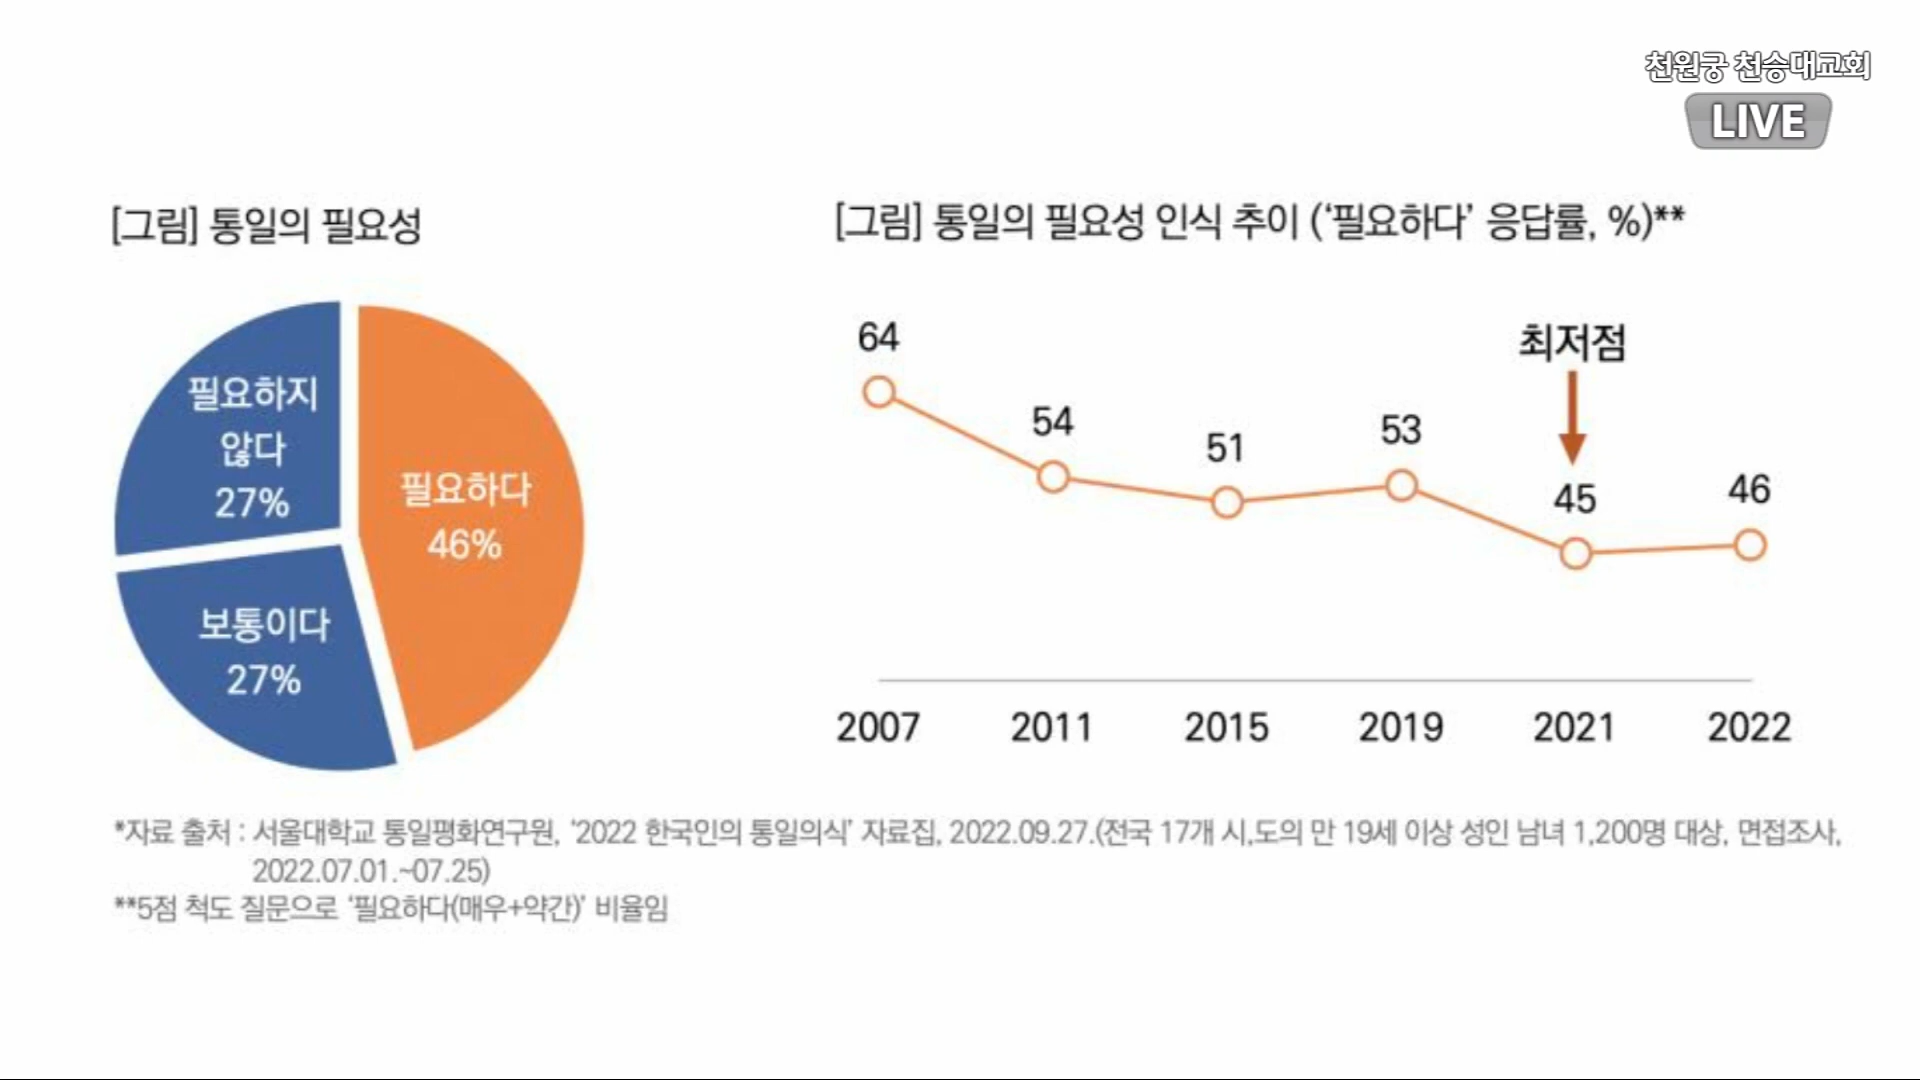 천원궁 천승대교회
LIVE
[그림] 통일의 필요성
필요하지
않다
27%
필요하다
46%
보통이다
27%
[그림] 통일의 필요성 인식 추이 (‘필요하다’ 응답률, %)**
최저점
64
54
51
53
45
46
2007
2011
2015
2019
2021
2022
*자료 출처 : 서울대학교 통일평화연구원, ‘2022 한국인의 통일의식’ 자료집, 2022.09.27.(전국 17개 시,도의 만 19세 이상 성인 남녀 1,200명 대상, 면접조사,
2022.07.01.~07.25)
**5점 척도 질문으로 ‘필요하다(매우+약간)’ 비율임